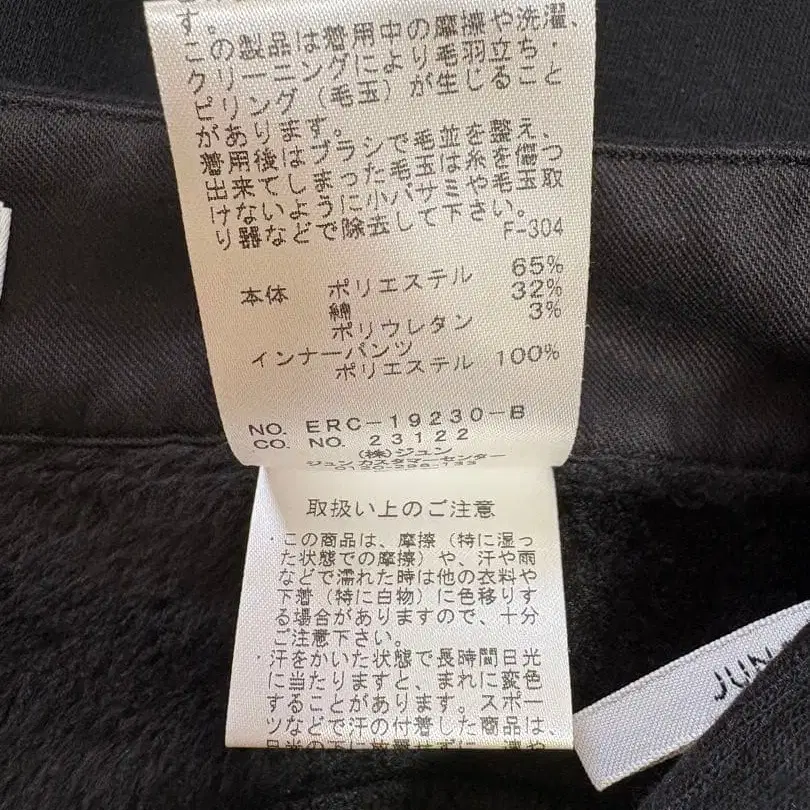 す。
この製品は着用中の摩擦や洗濯、
クリーニングにより毛羽立ち・
ピリング（毛玉）が生じること
があります。
着用後はブラシで毛並を整え、
出来てしまった毛玉は糸を傷つ
けないように小バサミや毛玉取
り器などで除去して下さい。
F-304
本体 ポリエステル 65%
綿 32%
ポリウレタン 3%
インナーパンツ
ポリエステル 100%
NO. ERC-19230-B
CO. NO. 23122
(株)ジュン
ジュンカスタマーセンター
取扱い上のご注意
・この商品は、摩擦（特に湿っ
た状態での摩擦）や、汗や雨
などで濡れた時は他の衣料や
下着（特に白物）に色移りす
る場合がありますので、十分
ご注意下さい。
・汗をかいた状態で長時間日光
に当たりますと、まれに変色
することがあります。スポー
ツなどで汗の付着した商品は、